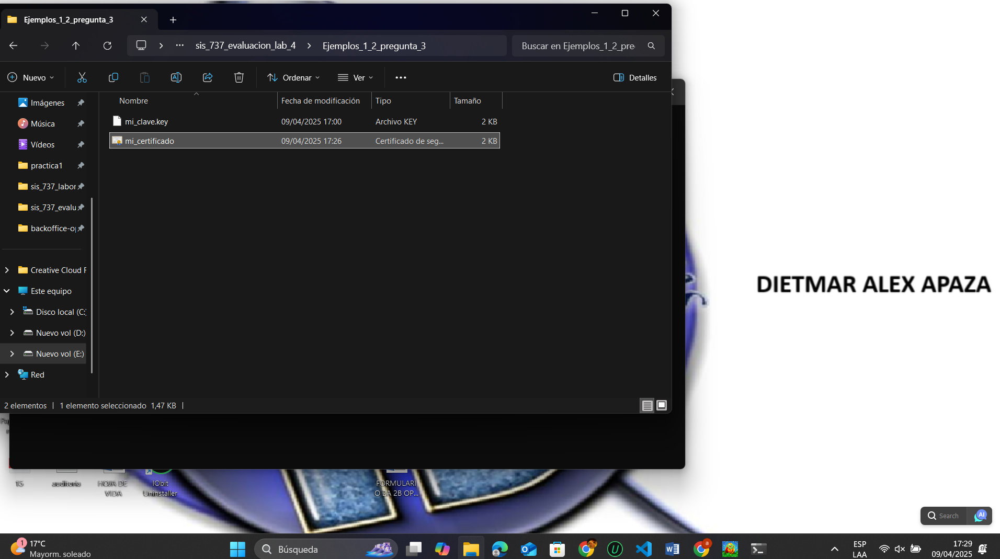 Ejemplos_1_2_pregunta_3
sis_737_evaluacion_lab_4
Ejemplos_1_2_pregunta_3
Buscar en Ejemplos_1_2_pre
Nuevo
Ordenar
Ver
Detalles
Nombre
Fecha de modificación
Tipo
Tamaño
mi_clave.key
09/04/2025 17:00
Archivo KEY
2 KB
mi_certificado
09/04/2025 17:26
Certificado de seg...
2 KB
Imágenes
Música
Vídeos
practica1
sis_737_labor
sis_737_evalu
backoffice-o
Creative Cloud F
Este equipo
Disco local (C:)
Nuevo vol (D:)
Nuevo vol (E:)
Red
2 elementos
1 elemento seleccionado 1,47 KB
DIETMAR ALEX APAZA
15
auditoria
HOJA DE
VIDA
IObit
Uninstaller
FORMULARI
O 2A 2B OP...
Search
AI
1
17°C
Mayorm. soleado
Búsqueda
a
ESP
LAA
17:29
09/04/2025